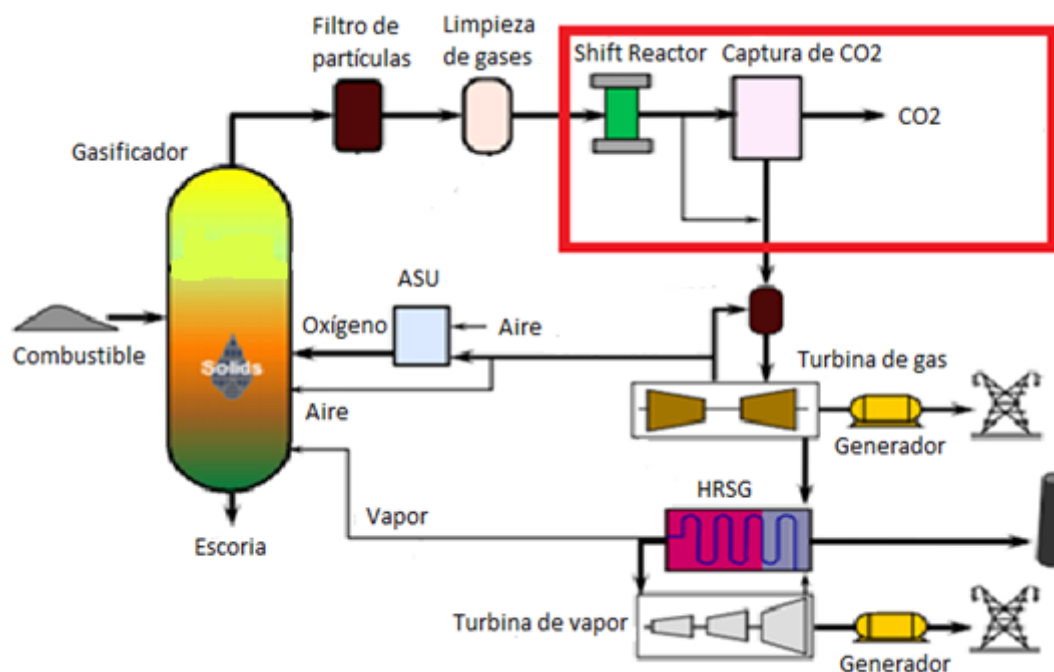 Filtro de
partículas
Limpieza
de gases
Shift Reactor
Captura de CO2
CO2
Gasificador
ASU
Oxígeno
Aire
Combustible
Solids
Aire
Turbina de gas
Generador
HRSG
Vapor
Escoria
Turbina de vapor
Generador